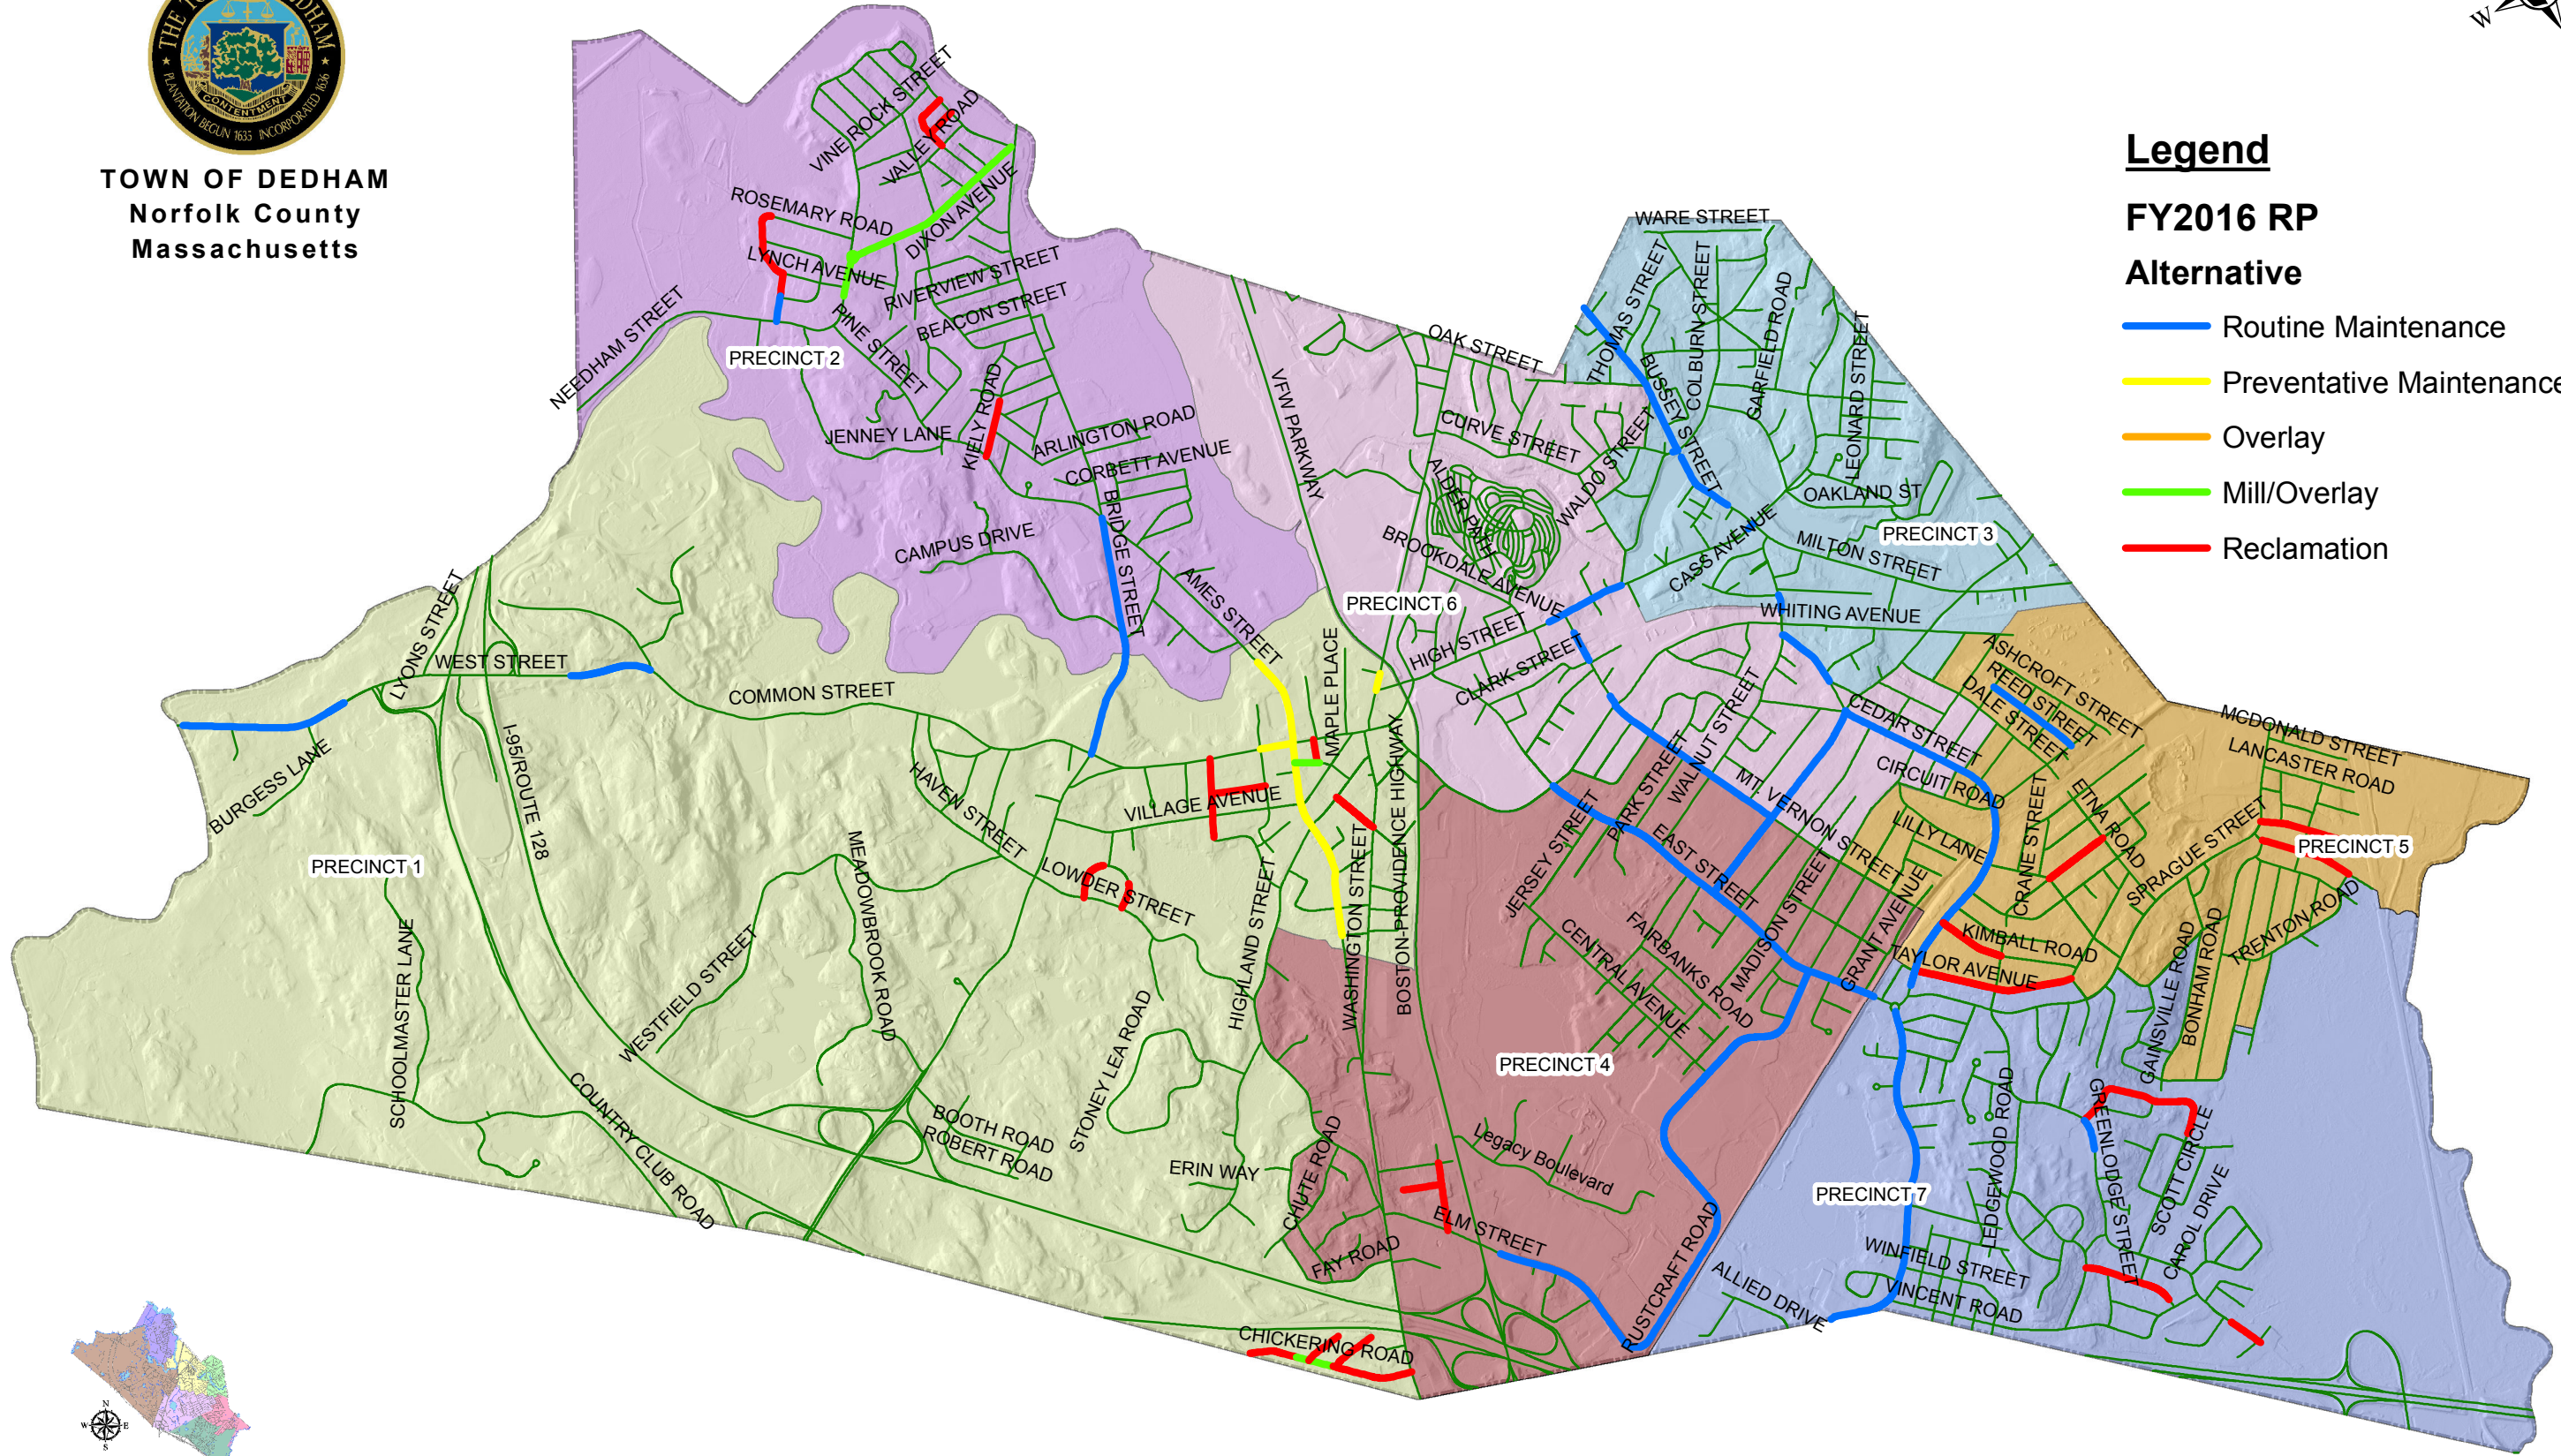 THE TO
DHAM
PLANTATION BEGUN 1635 INCORPORATED 1636
CONTENTMENT
TOWN OF DEDHAM
Norfolk County
Massachusetts
W
Legend
FY2016 RP
Alternative
Routine Maintenance
Preventative Maintenance
Overlay
Mill/Overlay
Reclamation
VINE ROCK STREET
VALLEY ROAD
ROSEMARY ROAD
DIXON AVENUE
LYNCH AVENUE
RIVERVIEW STREET
BEACON STREET
PINE STREET
NEEDHAM STREET
PRECINCT 2
KIELY ROAD
JENNEY LANE
ARLINGTON ROAD
CORBETT AVENUE
BRIDGE STREET
CAMPUS DRIVE
AMES STREET
VFW PARKWAY
OAK STREET
CURVE STREET
ALDER PATH
WALDO STREET
BROOKDALE AVENUE
PRECINCT 6
HIGH STREET
CLARK STREET
WARE STREET
THOMAS STREET
COLBURN STREET
BUSSEY STREET
GARFIELD ROAD
LEONARD STREET
OAKLAND ST
PRECINCT 3
CASS AVENUE
MILTON STREET
WHITING AVENUE
LYONS STREET
WEST STREET
COMMON STREET
MAPLE PLACE
BURGESS LANE
I-95/ROUTE 128
PRECINCT 1
HAVEN STREET
VILLAGE AVENUE
LOWDER STREET
MEADOWBROOK ROAD
WESTFIELD STREET
SCHOOLMASTER LANE
HIGHLAND STREET
WASHINGTON STREET
BOSTON-PROVIDENCE HIGHWAY
STONEY LEA ROAD
COUNTRY CLUB ROAD
BOOTH ROAD
ROBERT ROAD
ERIN WAY
CHUTE ROAD
FAY ROAD
CHICKERING ROAD
WALNUT STREET
PARK STREET
JERSEY STREET
EAST STREET
MT. VERNON STREET
CENTRAL AVENUE
FAIRBANKS ROAD
MADISON STREET
GRANT AVENUE
PRECINCT 4
Legacy Boulevard
ELM STREET
RUSTCRAFT ROAD
ASHCROFT STREET
REED STREET
DALE STREET
CEDAR STREET
CIRCUIT ROAD
MCDONALD STREET
LANCASTER ROAD
CRANE STREET
ETNA ROAD
LILLY LANE
SPRAGUE STREET
PRECINCT 5
KIMBALL ROAD
TAYLOR AVENUE
TRENTON ROAD
GAINSVILLE ROAD
BONHAM ROAD
LEDGEWOOD ROAD
GREENLODGE STREET
SCOTT CIRCLE
CAROL DRIVE
PRECINCT 7
WINFIELD STREET
VINCENT ROAD
ALLIED DRIVE
N
W
E
S